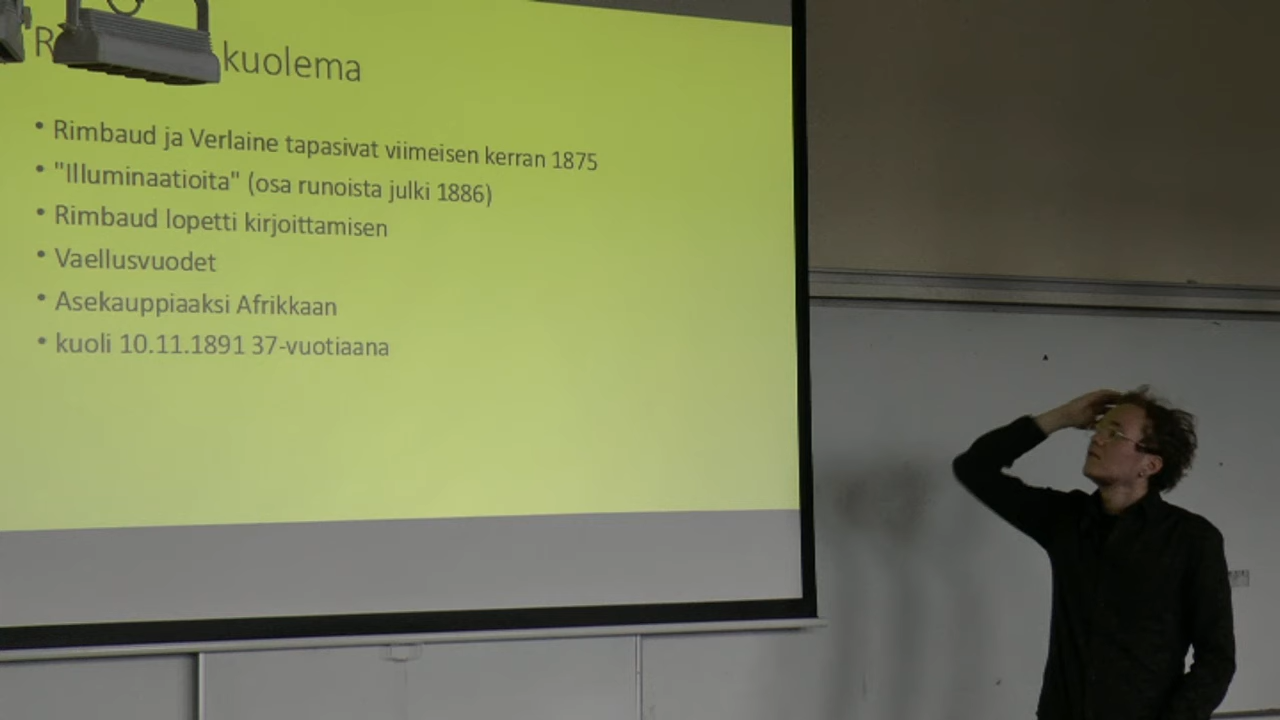 kuolema
• Rimbaud ja Verlaine tapasivat viimeisen kerran 1875
• "Illuminaatioita" (osa runoista julki 1886)
• Rimbaud lopetti kirjoittamisen
• Vaellusvuodet
• Asekauppiaaksi Afrikkaan
• kuoli 10.11.1891 37-vuotiaana